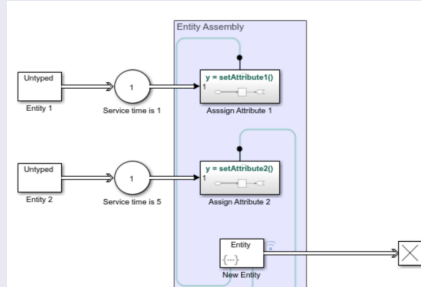 Entity Assembly
Untyped
Entity 1
1
Service time is 1
y = setAttribute1()
1
Asssign Attribute 1
Untyped
Entity 2
1
Service time is 5
y = setAttribute2()
1
Assign Attribute 2
Entity
{···}
New Entity